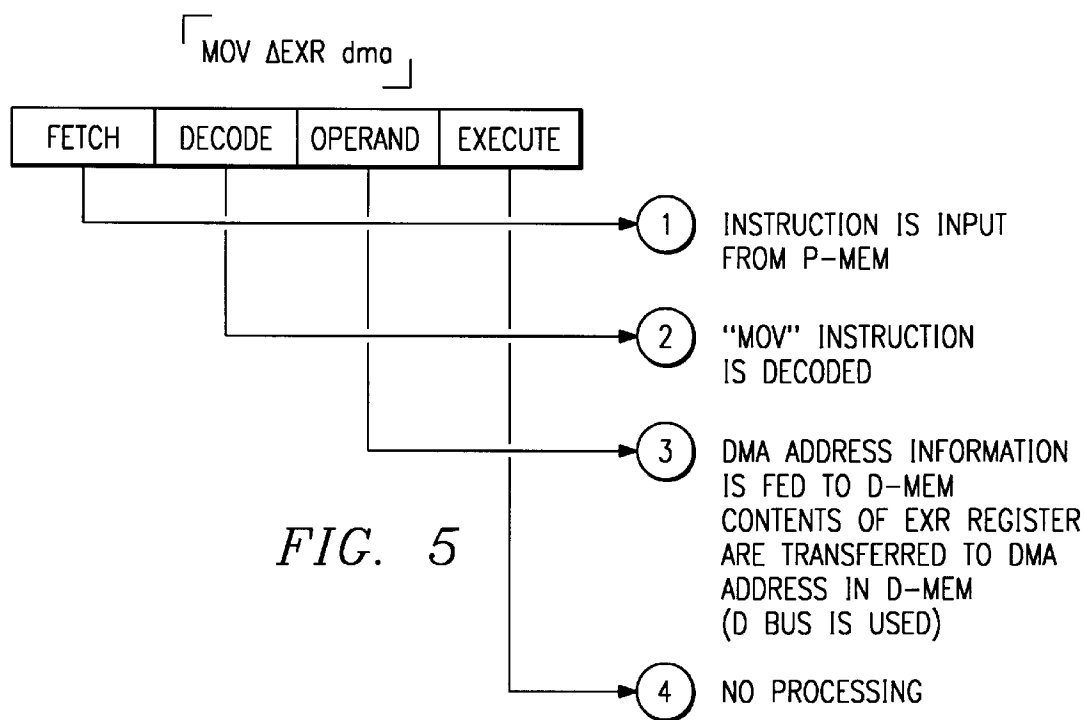 MOV ΔEXR dma
FETCH DECODE OPERAND EXECUTE
1 INSTRUCTION IS INPUT
FROM P-MEM
2 "MOV" INSTRUCTION
IS DECODED
3 DMA ADDRESS INFORMATION
IS FED TO D-MEM
CONTENTS OF EXR REGISTER
ARE TRANSFERRED TO DMA
ADDRESS IN D-MEM
(D BUS IS USED)
FIG. 5
4 NO PROCESSING